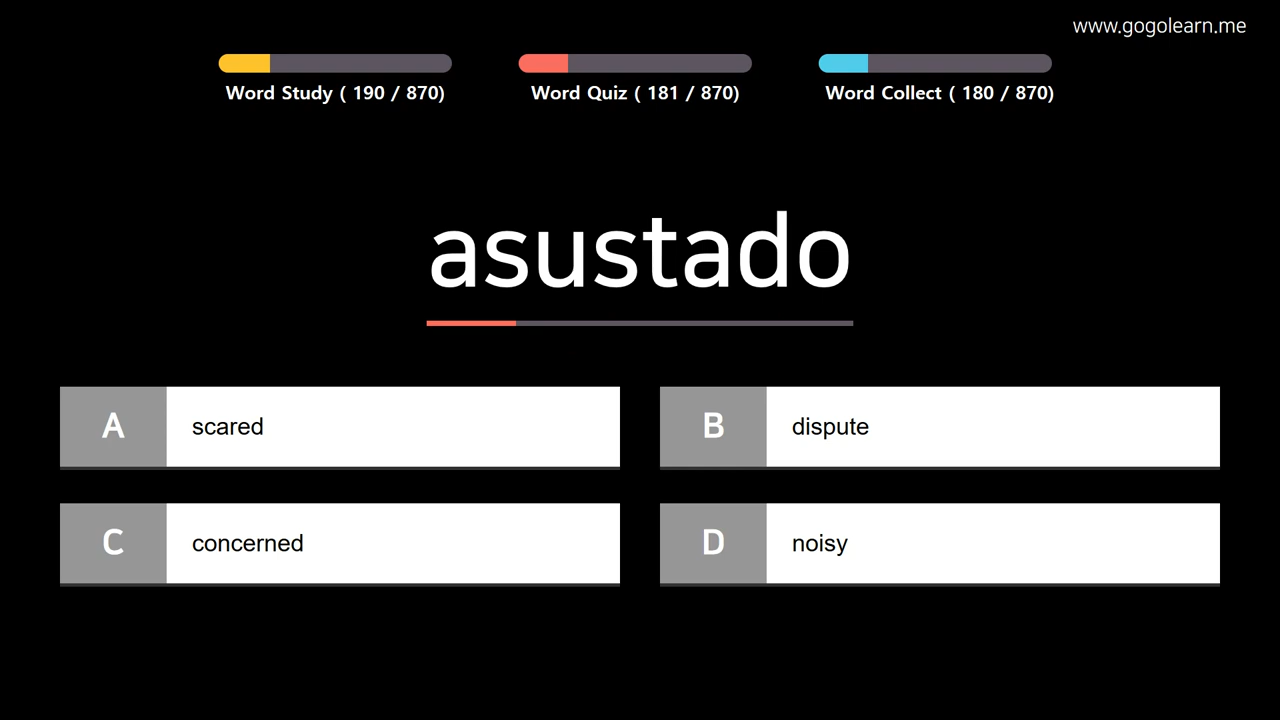 www.gogolearn.me
Word Study ( 190 / 870)
Word Quiz ( 181 / 870)
Word Collect ( 180 / 870)
asustado
A scared
B dispute
C concerned
D noisy